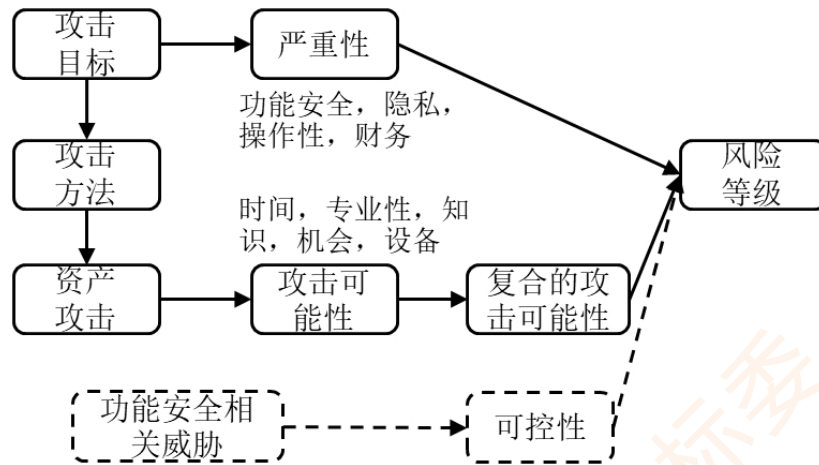 攻击
目标
严重性
功能安全，隐私，
操作性，财务
攻击
方法
风险
等级
时间，专业性，知
识，机会，设备
资产
攻击
攻击可
能性
复合的攻
击可能性
功能安全相
关威胁
可控性
标委